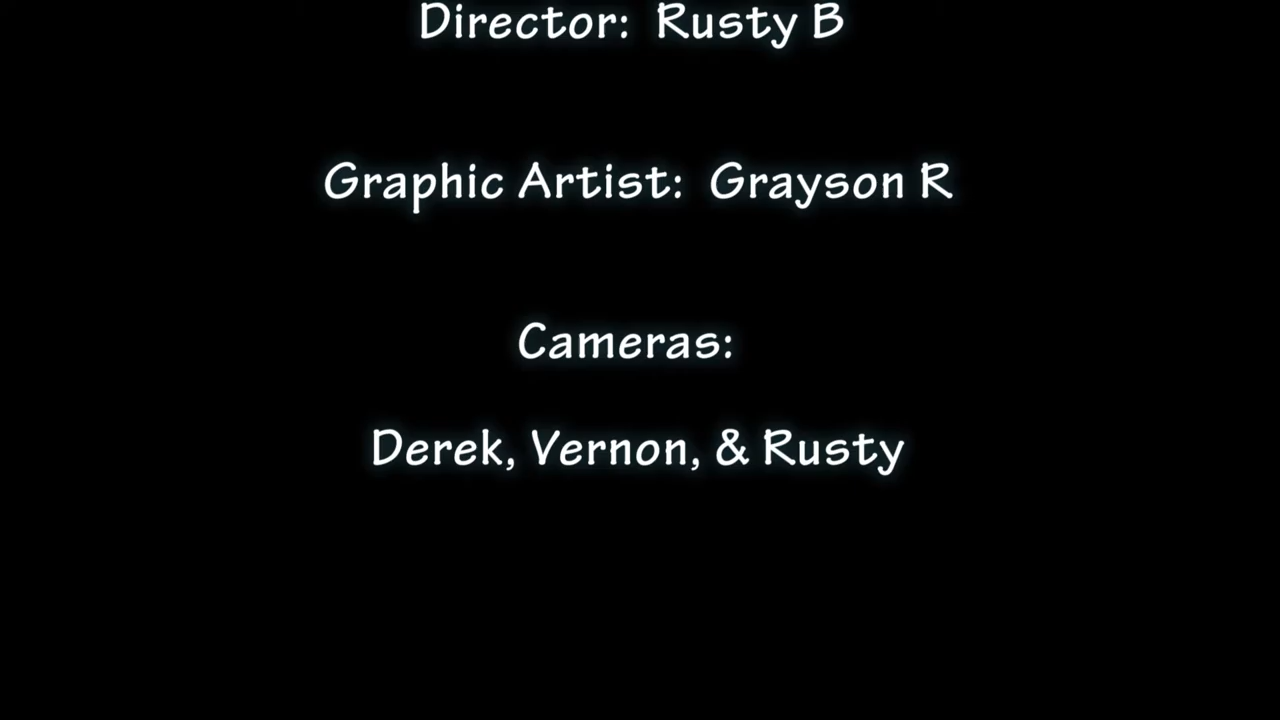 Director:  Rusty B
Graphic Artist:  Grayson R
Cameras:
Derek, Vernon, & Rusty